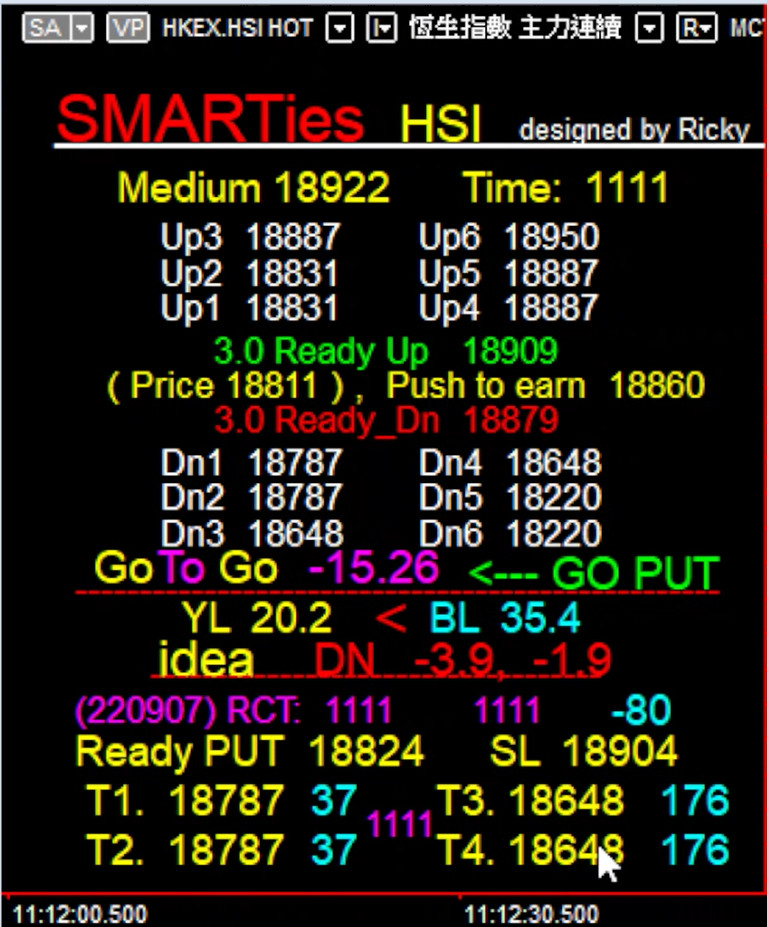 SA VP HKEX.HSI HOT I 恆生指數 主力連續 R MC
SMARTies HSI designed by Ricky
Medium 18922 Time: 1111
Up3 18887 Up6 18950
Up2 18831 Up5 18887
Up1 18831 Up4 18887
3.0 Ready Up 18909
( Price 18811 ) , Push to earn 18860
3.0 Ready_Dn 18879
Dn1 18787 Dn4 18648
Dn2 18787 Dn5 18220
Dn3 18648 Dn6 18220
GoTo Go -15.26 <--- GO PUT
YL 20.2 < BL 35.4
idea DN -3.9, -1.9
(220907) RCT: 1111 1111 -80
Ready PUT 18824 SL 18904
T1. 18787 37 T3. 18648 176
1111
T2. 18787 37 T4. 18648 176
11:12:00.500 11:12:30.500